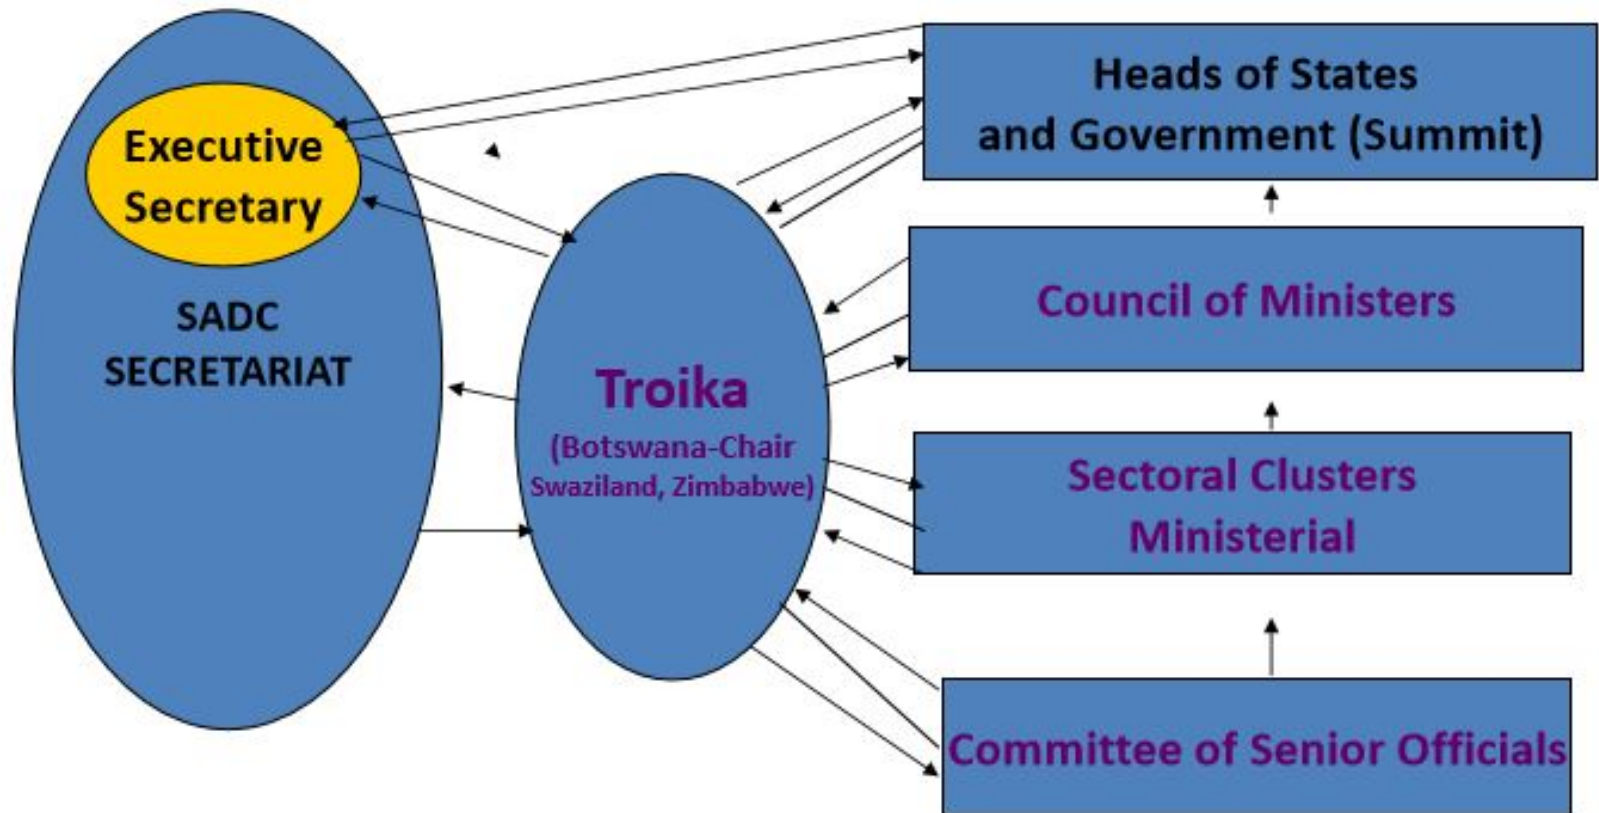 Executive
Secretary
SADC
SECRETARIAT
Troika
(Botswana-Chair
Swaziland, Zimbabwe)
Heads of States
and Government (Summit)
Council of Ministers
Sectoral Clusters
Ministerial
Committee of Senior Officials